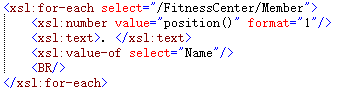 <xsl:for-each select="/FitnessCenter/Member">
<xsl:number value="position()" format="1"/>
<xsl:text>. </xsl:text>
<xsl:value-of select="Name"/>
<BR/>
</xsl:for-each>